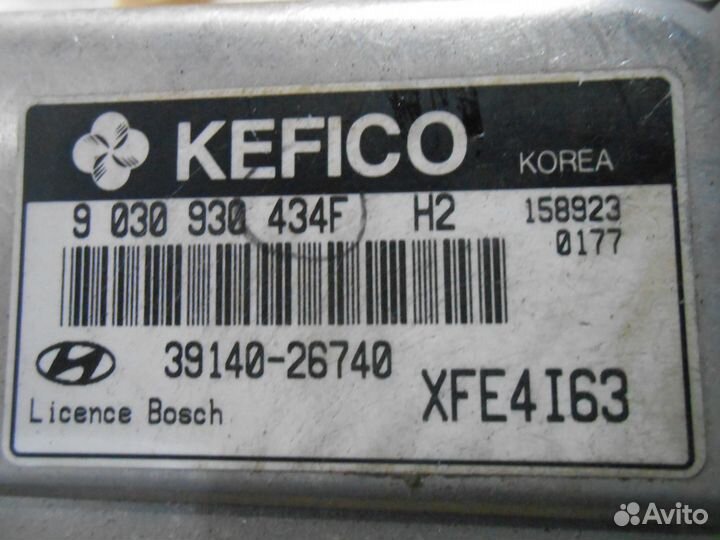 KEFICO KOREA
9 030 930 434F H2 158923
0177
39140-26740 XFE4I63
Licence Bosch
Avito